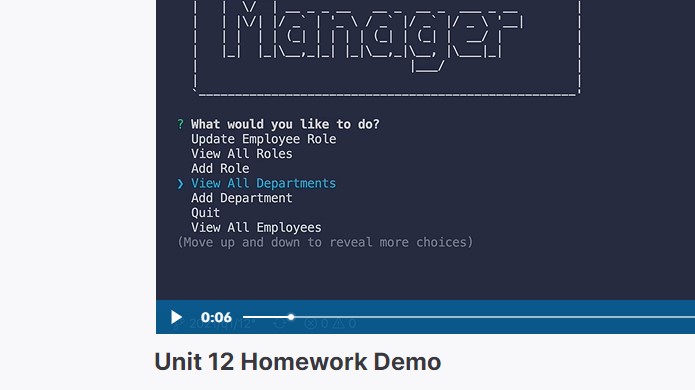 Manager
? What would you like to do?
Update Employee Role
View All Roles
Add Role
❯ View All Departments
Add Department
Quit
View All Employees
(Move up and down to reveal more choices)
0:06
Unit 12 Homework Demo